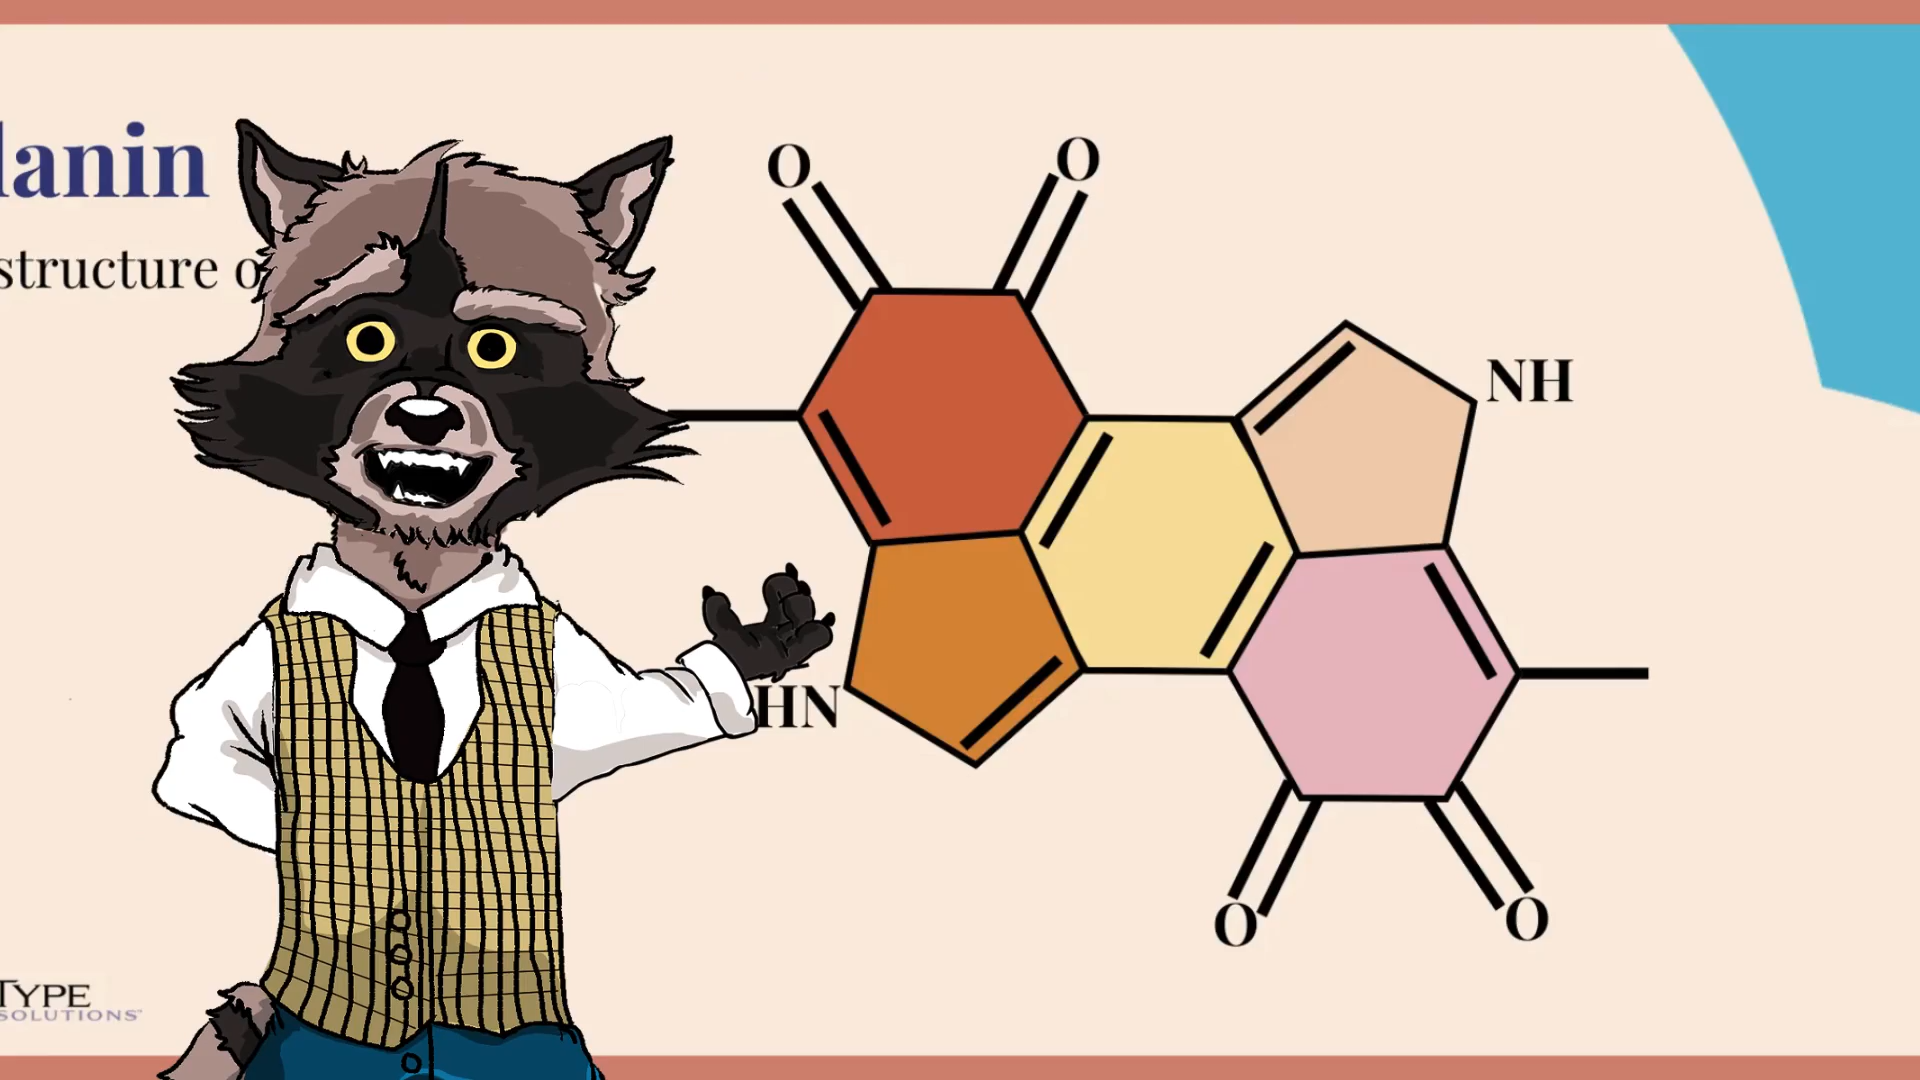 lanin
structure o
O
O
NH
HN
O
O
TYPE
SOLUTIONS